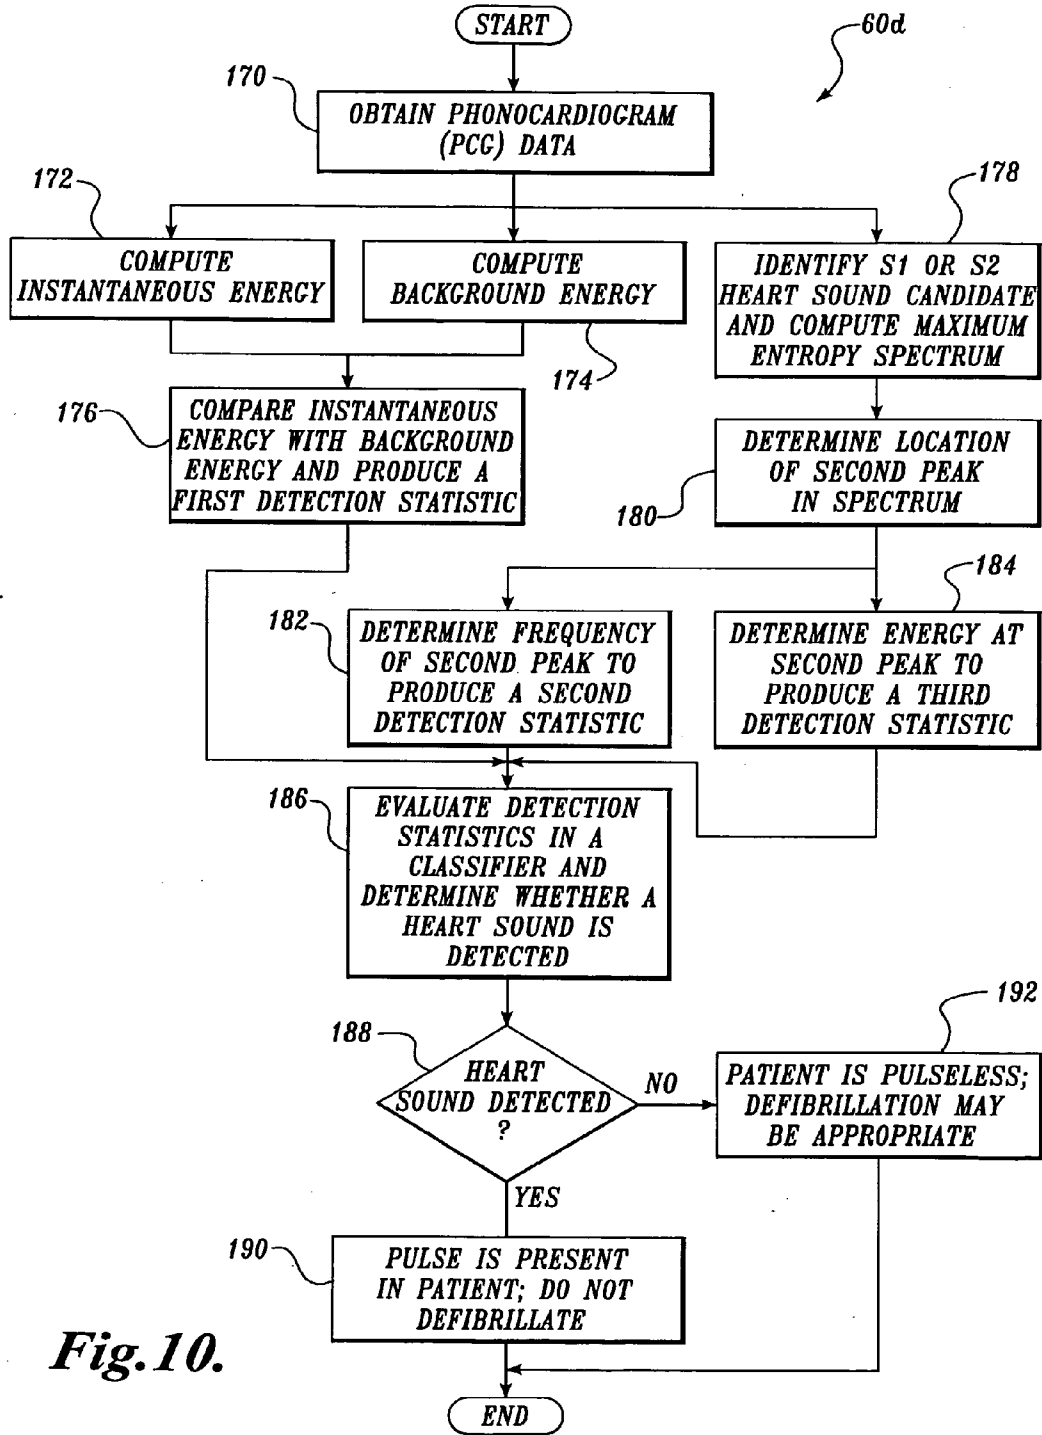 START
60d
170
OBTAIN PHONOCARDIOGRAM
(PCG) DATA
172
178
COMPUTE
INSTANTANEOUS ENERGY
COMPUTE
BACKGROUND ENERGY
174
IDENTIFY S1 OR S2
HEART SOUND CANDIDATE
AND COMPUTE MAXIMUM
ENTROPY SPECTRUM
176
COMPARE INSTANTANEOUS
ENERGY WITH BACKGROUND
ENERGY AND PRODUCE A
FIRST DETECTION STATISTIC
DETERMINE LOCATION
OF SECOND PEAK
IN SPECTRUM
180
184
182
DETERMINE FREQUENCY
OF SECOND PEAK TO
PRODUCE A SECOND
DETECTION STATISTIC
DETERMINE ENERGY AT
SECOND PEAK TO
PRODUCE A THIRD
DETECTION STATISTIC
186
EVALUATE DETECTION
STATISTICS IN A
CLASSIFIER AND
DETERMINE WHETHER A
HEART SOUND IS
DETECTED
188
HEART
SOUND DETECTED
?
NO
192
PATIENT IS PULSELESS;
DEFIBRILLATION MAY
BE APPROPRIATE
YES
190
PULSE IS PRESENT
IN PATIENT; DO NOT
DEFIBRILLATE
Fig.10.
END